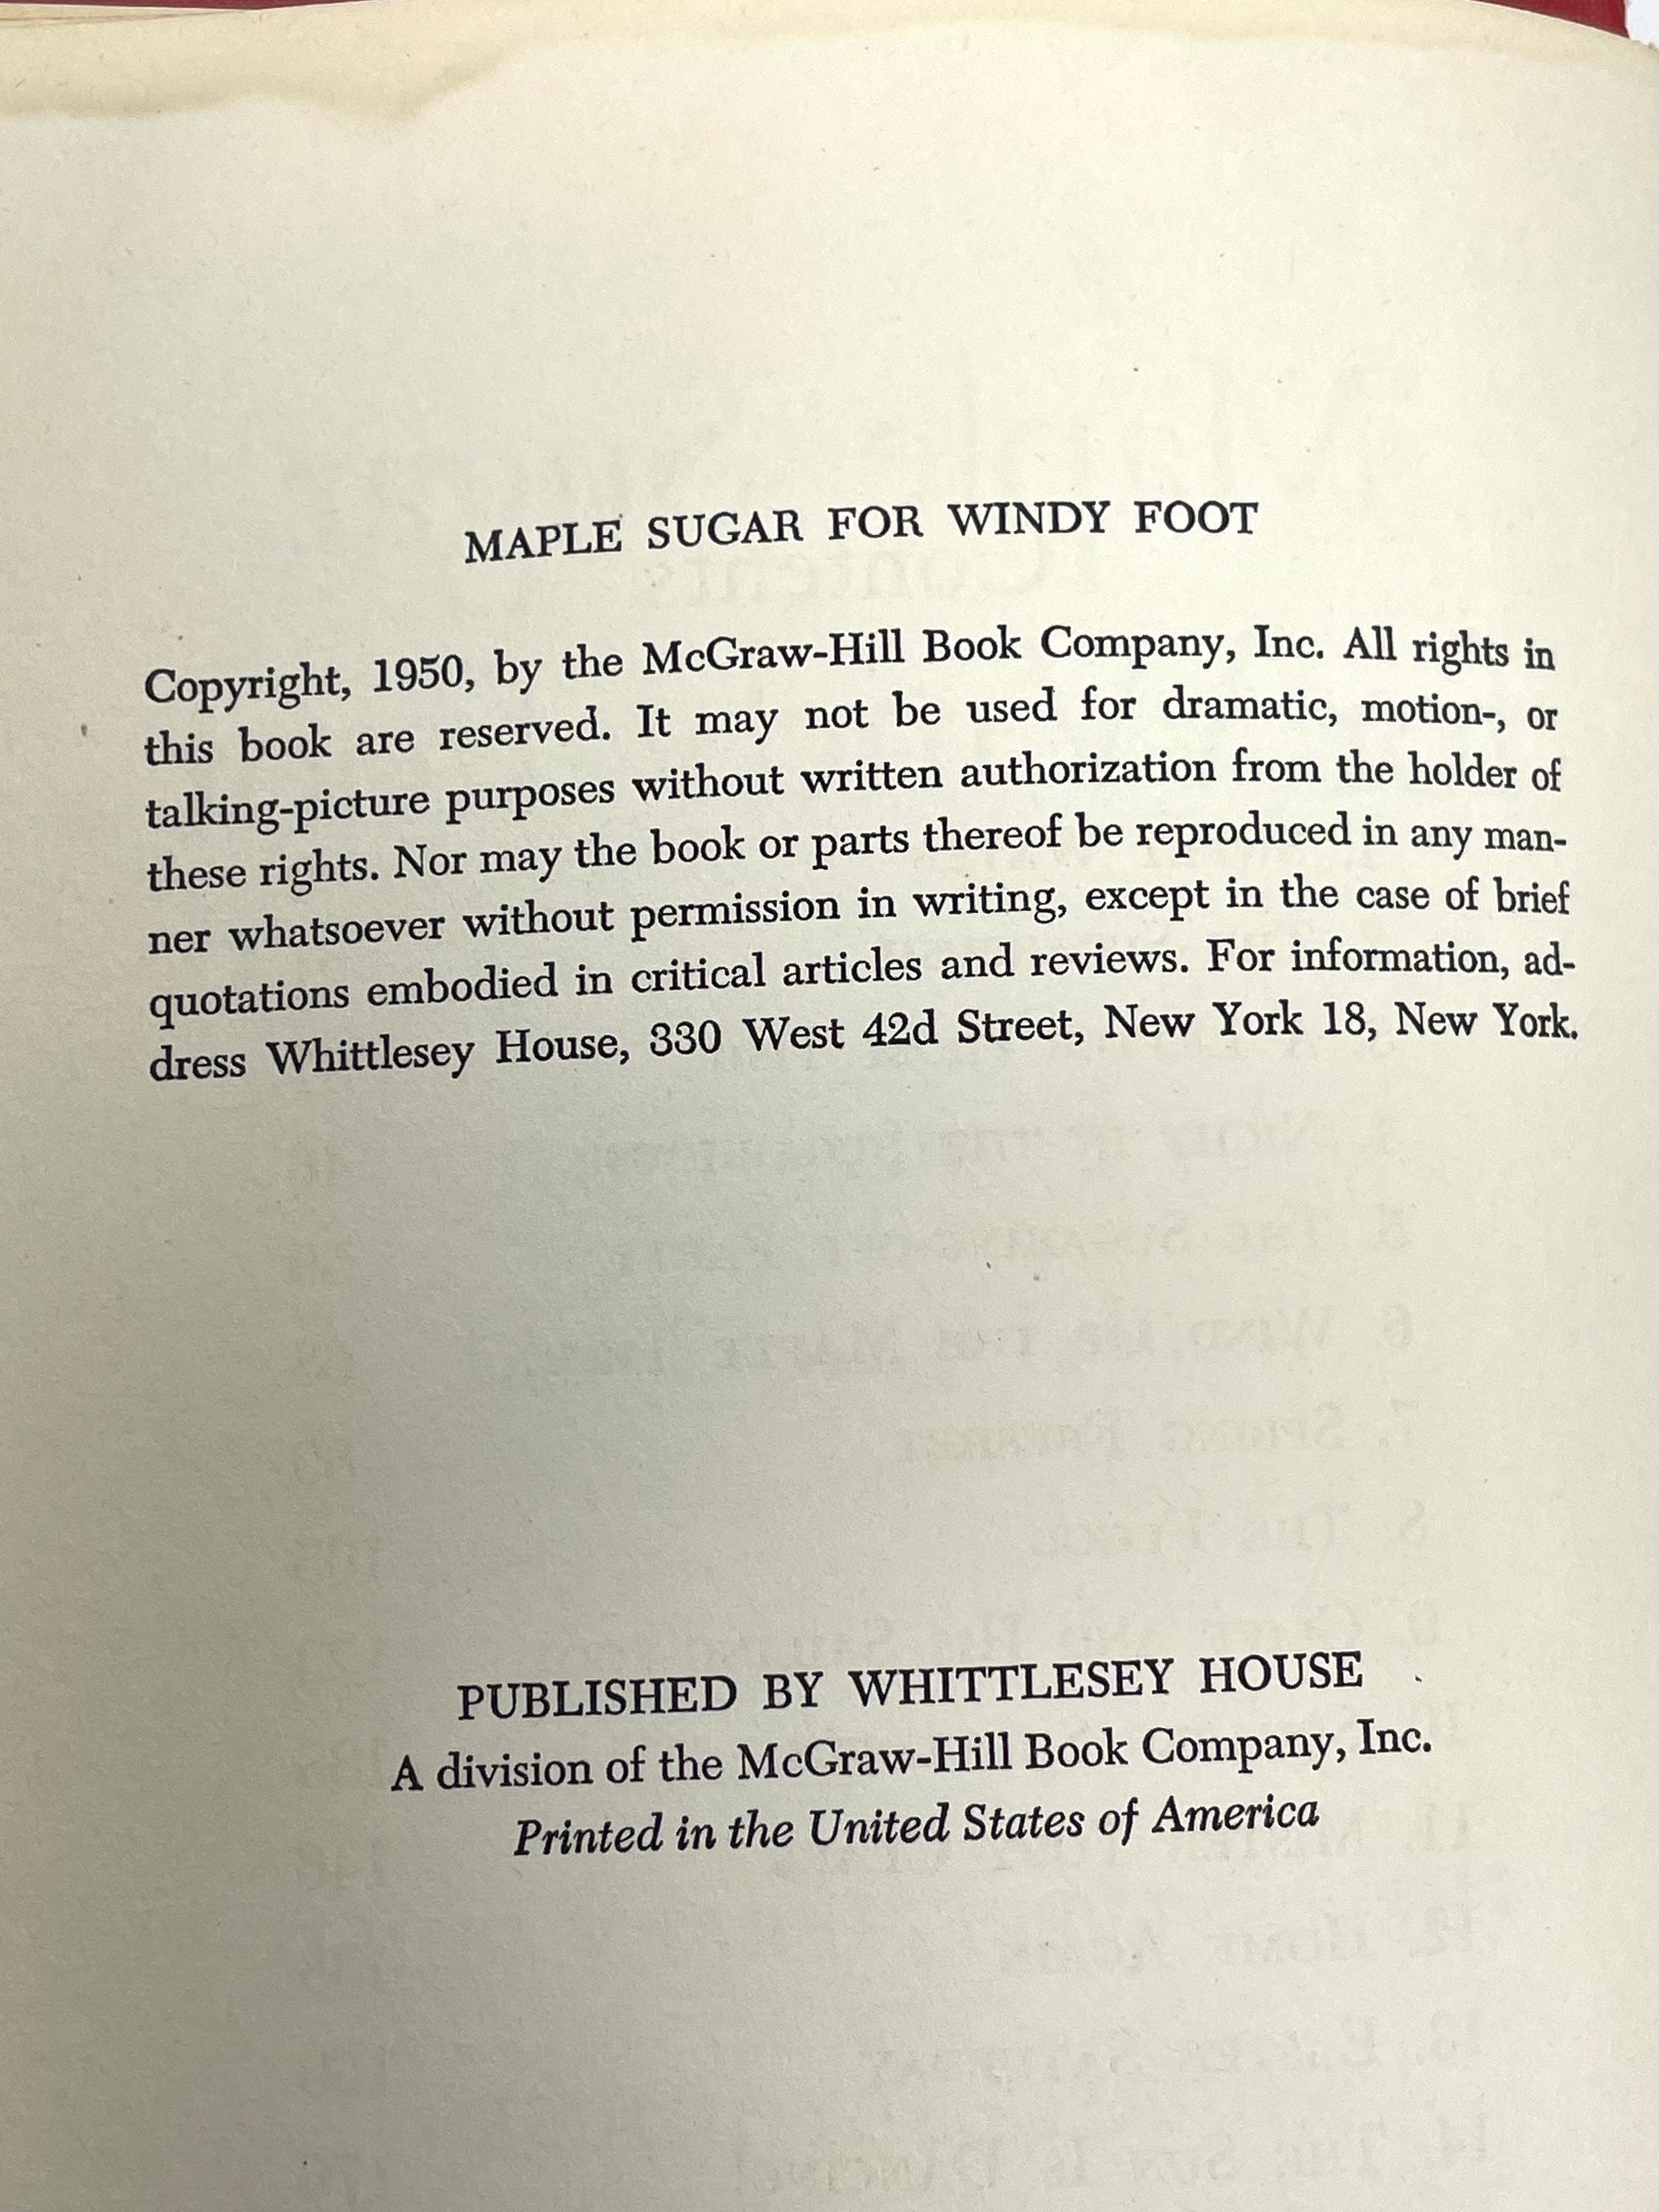 MAPLE SUGAR FOR WINDY FOOT
Copyright, 1950, by the McGraw-Hill Book Company, Inc. All rights in
this book are reserved. It may not be used for dramatic, motion-, or
talking-picture purposes without written authorization from the holder of
these rights. Nor may the book or parts thereof be reproduced in any man-
ner whatsoever without permission in writing, except in the case of brief
quotations embodied in critical articles and reviews. For information, ad-
dress Whittlesey House, 330 West 42d Street, New York 18, New York.
PUBLISHED BY WHITTLESEY HOUSE
A division of the McGraw-Hill Book Company, Inc.
Printed in the United States of America